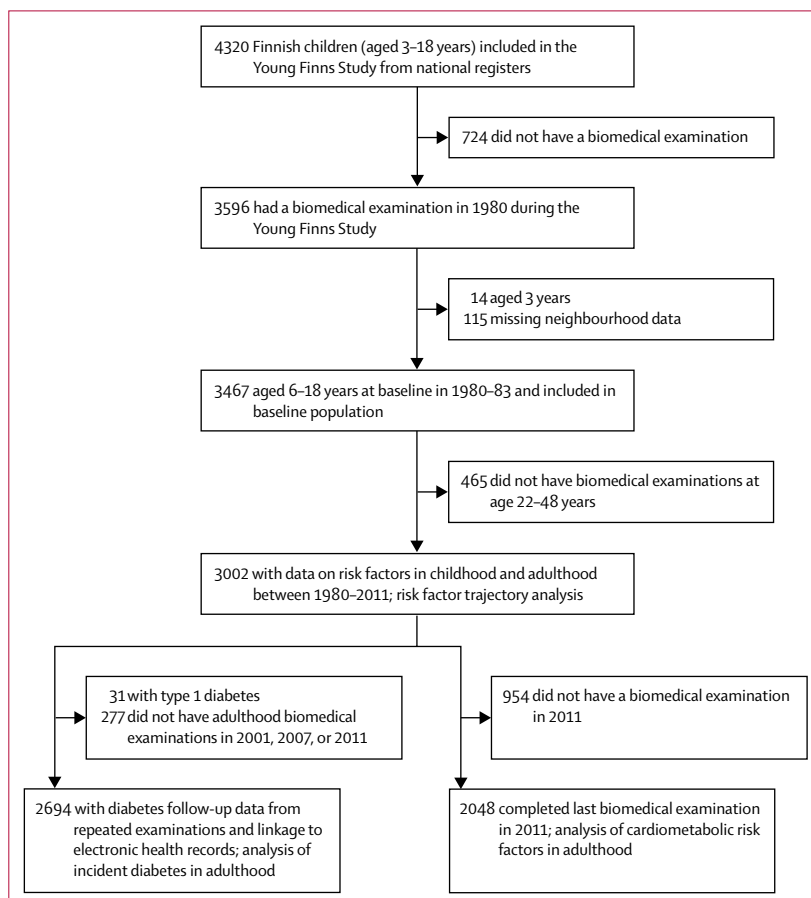 4320 Finnish children (aged 3–18 years) included in the
Young Finns Study from national registers
724 did not have a biomedical examination
3596 had a biomedical examination in 1980 during the
Young Finns Study
14 aged 3 years
115 missing neighbourhood data
3467 aged 6–18 years at baseline in 1980–83 and included in
baseline population
465 did not have biomedical examinations at
age 22–48 years
3002 with data on risk factors in childhood and adulthood
between 1980–2011; risk factor trajectory analysis
31 with type 1 diabetes
277 did not have adulthood biomedical
examinations in 2001, 2007, or 2011
954 did not have a biomedical examination
in 2011
2694 with diabetes follow-up data from
repeated examinations and linkage to
electronic health records; analysis of
incident diabetes in adulthood
2048 completed last biomedical examination
in 2011; analysis of cardiometabolic risk
factors in adulthood